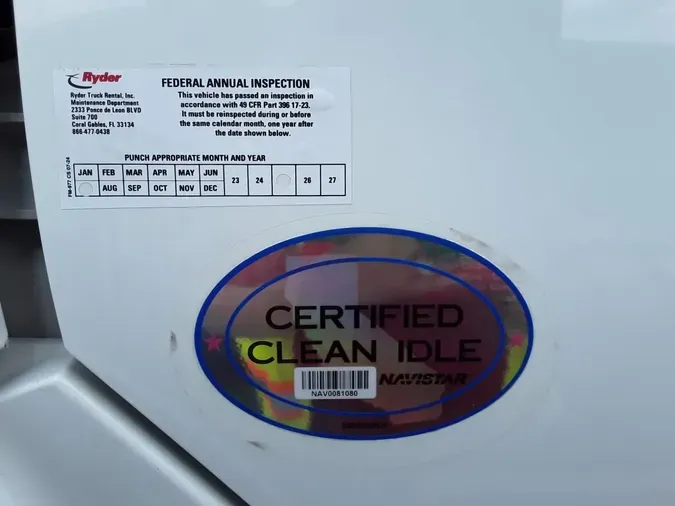 Ryder
Ryder Truck Rental, Inc.
Maintenance Department
2333 Ponce de Leon BLVD
Suite 700
Coral Gables, FL 33134
866-477-0438
FEDERAL ANNUAL INSPECTION
This vehicle has passed an inspection in
accordance with 49 CFR Part 396 17-23.
It must be reinspected during or before
the same calendar month, one year after
the date shown below.
PUNCH APPROPRIATE MONTH AND YEAR
JAN FEB MAR APR MAY JUN
AUG SEP OCT NOV DEC
23 24 26 27
CERTIFIED
CLEAN IDLE
NAVISTAR
NAV0081080